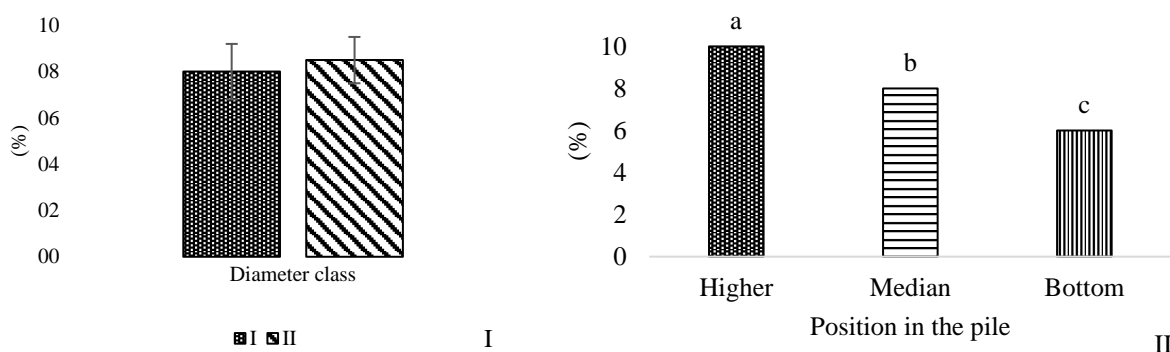 10
08
06
04
02
00
(%)
Diameter class
I II
I
a
b
c
10
8
6
4
2
0
(%)
Higher Median Bottom
Position in the pile
II